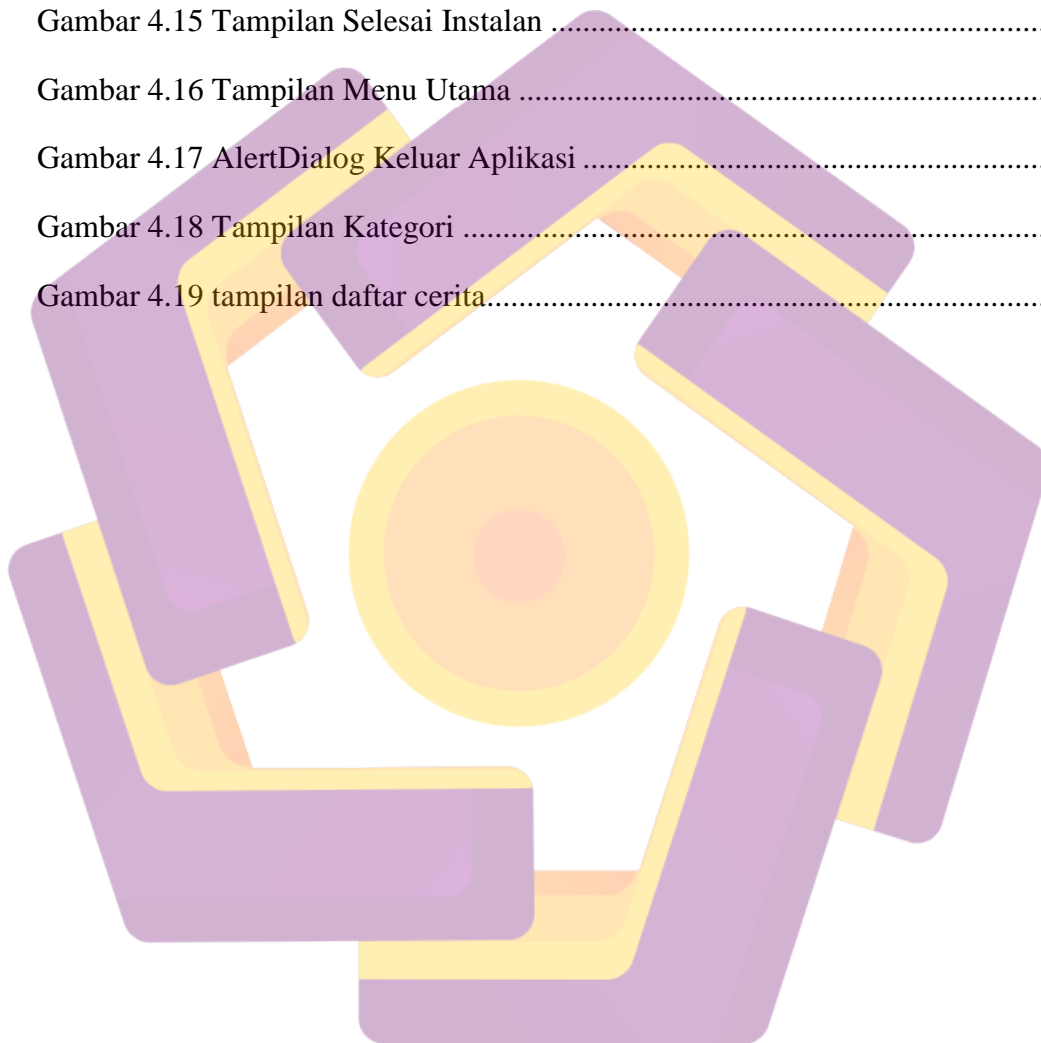 Gambar 4.15 Tampilan Selesai Instalan ..............................................................
Gambar 4.16 Tampilan Menu Utama ..................................................................
Gambar 4.17 AlertDialog Keluar Aplikasi ..........................................................
Gambar 4.18 Tampilan Kategori .........................................................................
Gambar 4.19 tampilan daftar cerita......................................................................